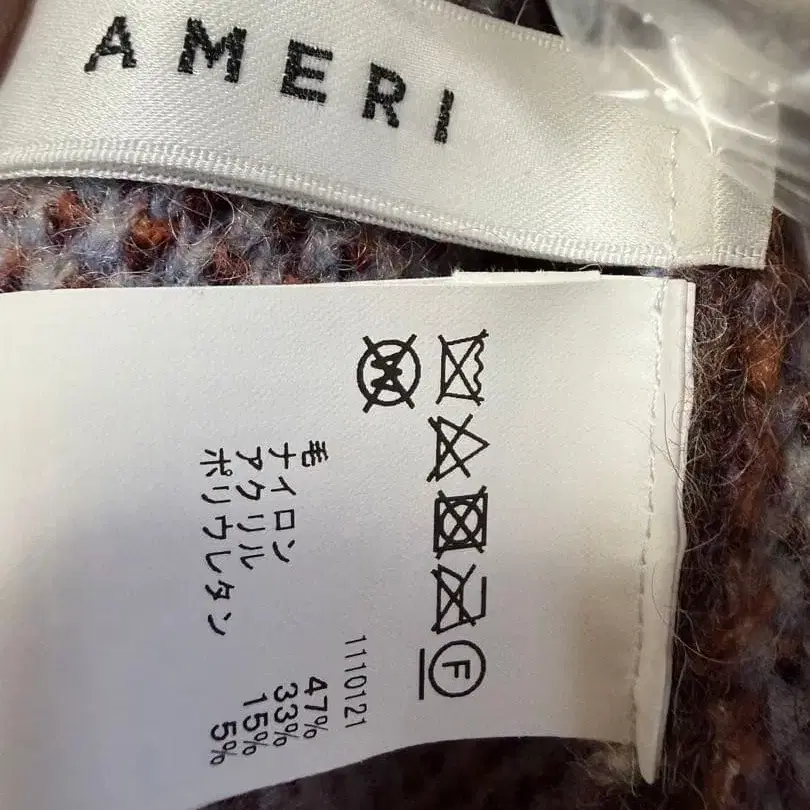 AMERI
F
W
1110121
毛 47%
ナイロン 33%
アクリル 15%
ポリウレタン 5%